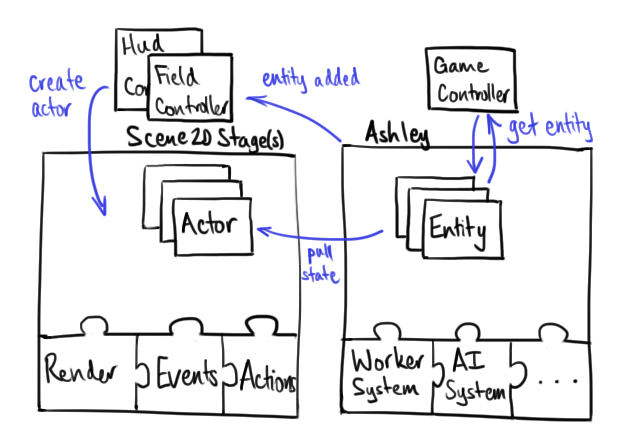 Hud
Co
Field
Controller
create
actor
entity added
Game
Controller
get entity
Scene2D Stage(s)
Ashley
Actor
Entity
pull
state
Render
Events
Actions
Worker
System
AI
System
...